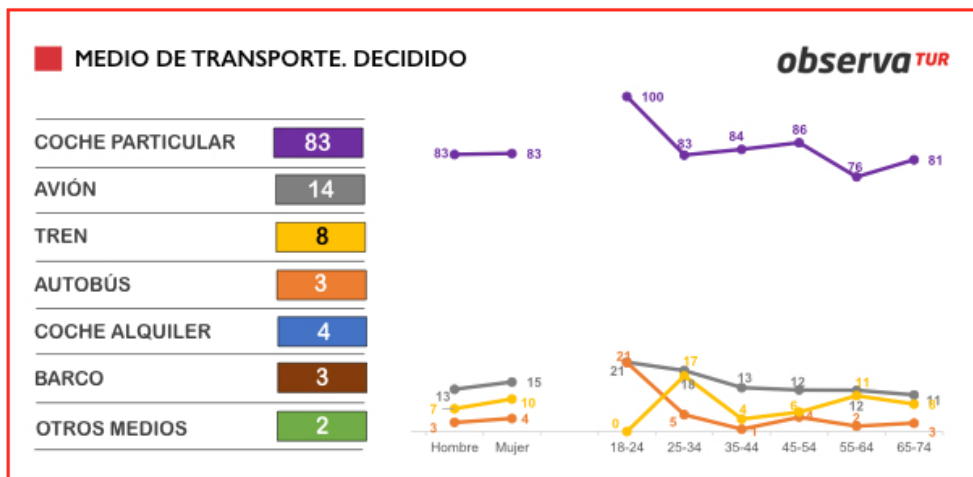 MEDIO DE TRANSPORTE. DECIDIDO
observaTUR
COCHE PARTICULAR 83
AVIÓN 14
TREN 8
AUTOBÚS 3
COCHE ALQUILER 4
BARCO 3
OTROS MEDIOS 2
83 83
100 83 84 86 76 81
13 15
7 10
3 4
21 18 13 12 12 11
0 17 4 6 11 8
21 5 1 4 2 3
Hombre Mujer 18-24 25-34 35-44 45-54 55-64 65-74